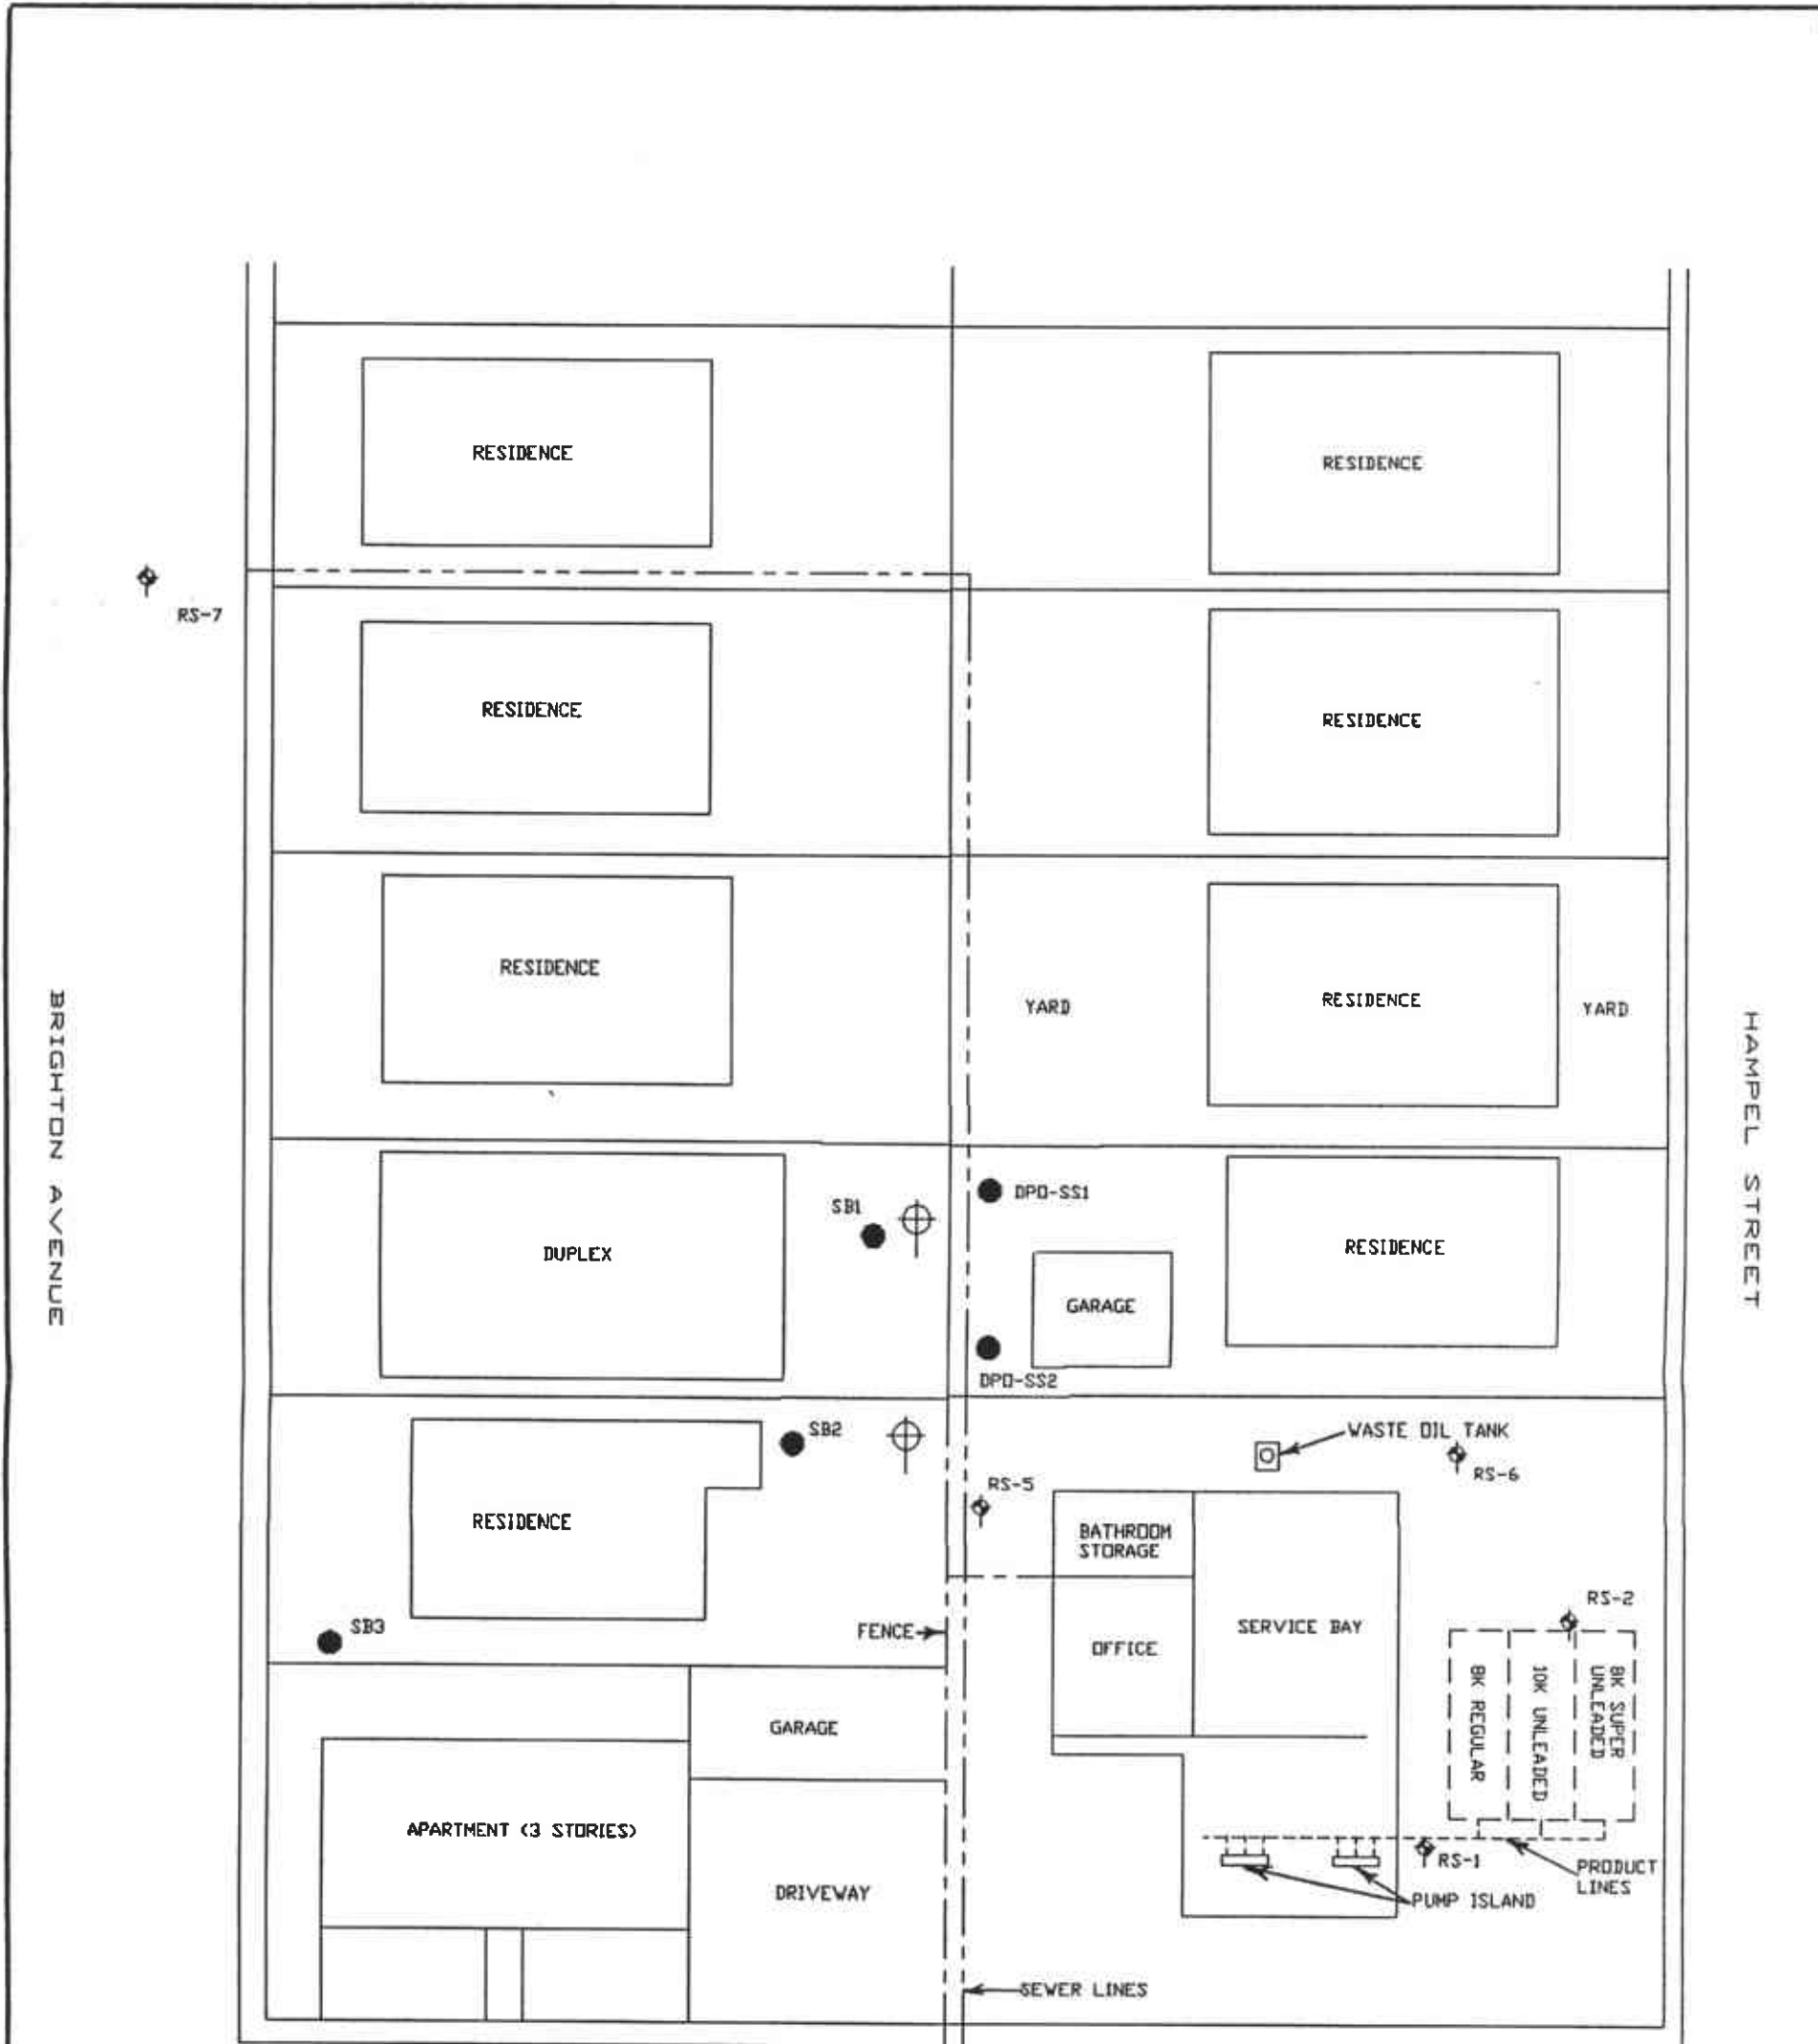 RESIDENCE
RESIDENCE
RS-7
RESIDENCE
RESIDENCE
RESIDENCE
YARD
RESIDENCE
YARD
BRIGHTON AVENUE
HAMPEL STREET
SB1
DPO-SS1
DUPLEX
RESIDENCE
GARAGE
DPO-SS2
SB2
WASTE OIL TANK
RS-6
RS-5
RESIDENCE
BATHROOM
STORAGE
RS-2
SB3
FENCE
OFFICE
SERVICE BAY
8K REGULAR
10K UNLEADED
8K SUPER
UNLEADED
GARAGE
APARTMENT (3 STORIES)
RS-1
PRODUCT
LINES
DRIVEWAY
PUMP ISLAND
SEWER LINES